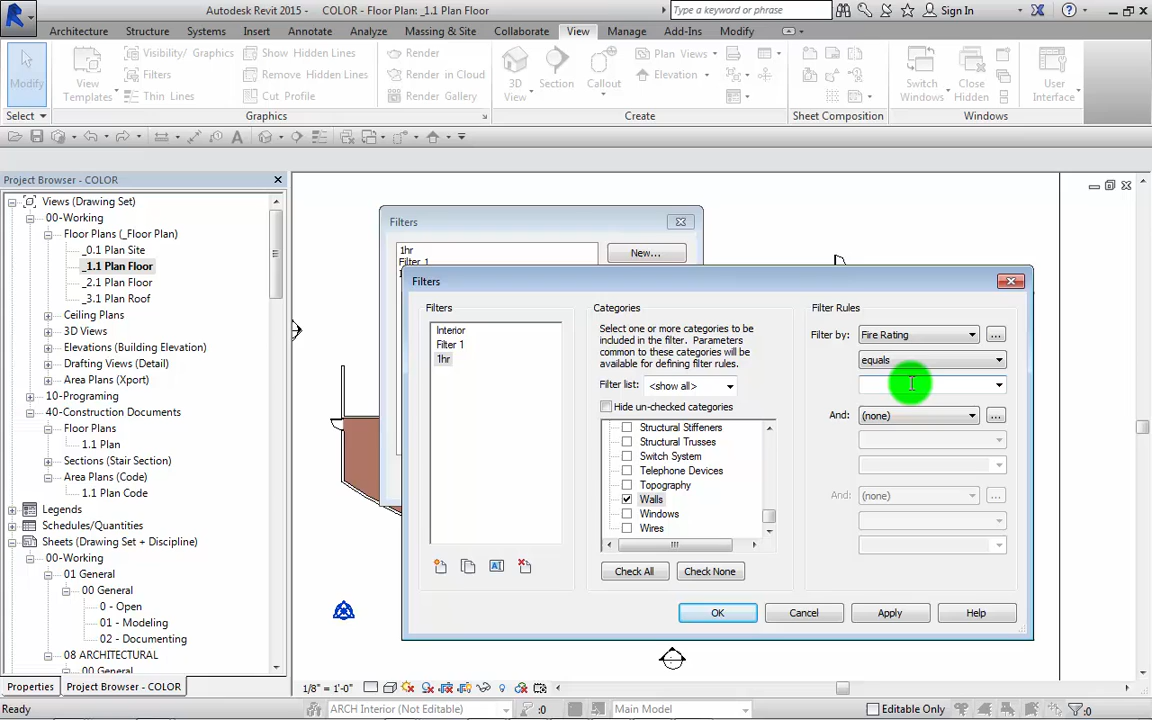 Autodesk Revit 2015 - COLOR - Floor Plan: _1.1 Plan Floor
Type a keyword or phrase
Sign In
Architecture Structure Systems Insert Annotate Analyze Massing & Site Collaborate View Manage Add-Ins Modify
Modify
View Templates
Visibility/ Graphics
Filters
Thin Lines
Show Hidden Lines
Remove Hidden Lines
Cut Profile
Render
Render in Cloud
Render Gallery
3D View
Section
Callout
Plan Views
Elevation
Switch Windows
Close Hidden
User Interface
Select
Graphics
Create
Sheet Composition
Windows
Project Browser - COLOR
Views (Drawing Set)
00-Working
Floor Plans (_Floor Plan)
_0.1 Plan Site
_1.1 Plan Floor
_2.1 Plan Floor
_3.1 Plan Roof
Ceiling Plans
3D Views
Elevations (Building Elevation)
Drafting Views (Detail)
Area Plans (Xport)
10-Programing
40-Construction Documents
Floor Plans
1.1 Plan
Sections (Stair Section)
Area Plans (Code)
1.1 Plan Code
Legends
Schedules/Quantities
Sheets (Drawing Set + Discipline)
00-Working
01 General
00 General
0 - Open
01 - Modeling
02 - Documenting
08 ARCHITECTURAL
00 General
Properties
Project Browser - COLOR
Filters
1hr
Filter 1
New...
Filters
Filters
Interior
Filter 1
1hr
Categories
Select one or more categories to be
included in the filter. Parameters
common to these categories will be
available for defining filter rules.
Filter list: <show all>
Hide un-checked categories
Structural Stiffeners
Structural Trusses
Switch System
Telephone Devices
Topography
Walls
Windows
Wires
Check All
Check None
Filter Rules
Filter by: Fire Rating
equals
And: (none)
And: (none)
OK
Cancel
Apply
Help
1/8" = 1'-0"
Ready
ARCH Interior (Not Editable)
:0
Main Model
Editable Only
:0